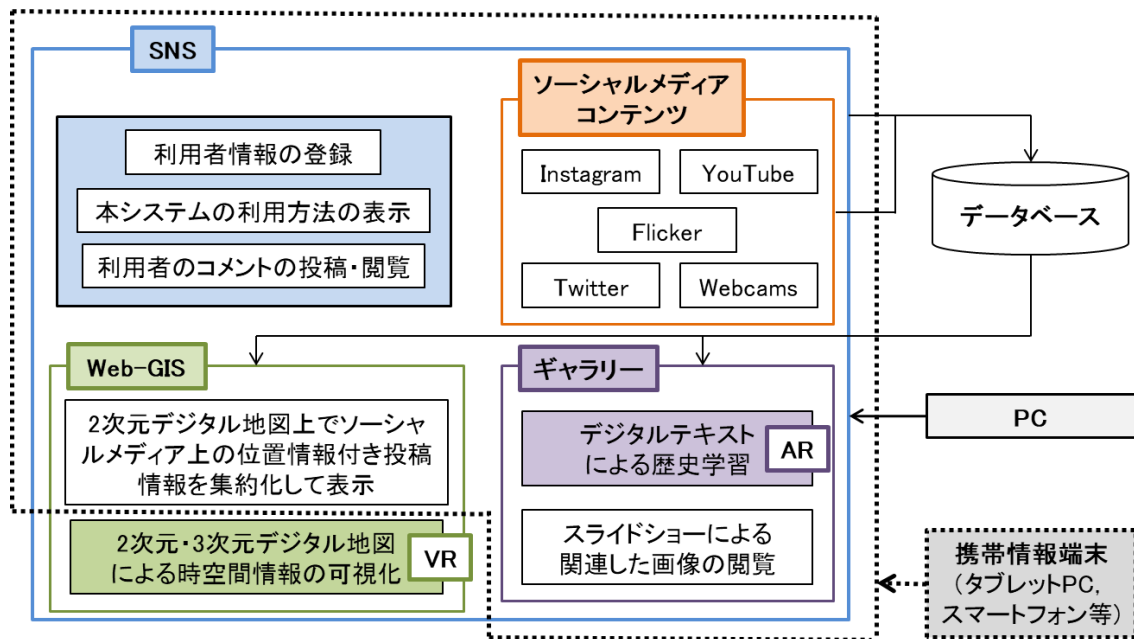 SNS
利用者情報の登録
本システムの利用方法の表示
利用者のコメントの投稿・閲覧
ソーシャルメディア
コンテンツ
Instagram
YouTube
Flicker
Twitter
Webcams
データベース
Web-GIS
2次元デジタル地図上でソーシャ
ルメディア上の位置情報付き投稿
情報を集約化して表示
2次元・3次元デジタル地図
による時空間情報の可視化
VR
ギャラリー
デジタルテキスト
による歴史学習
AR
スライドショーによる
関連した画像の閲覧
PC
携帯情報端末
（タブレットPC,
スマートフォン等）